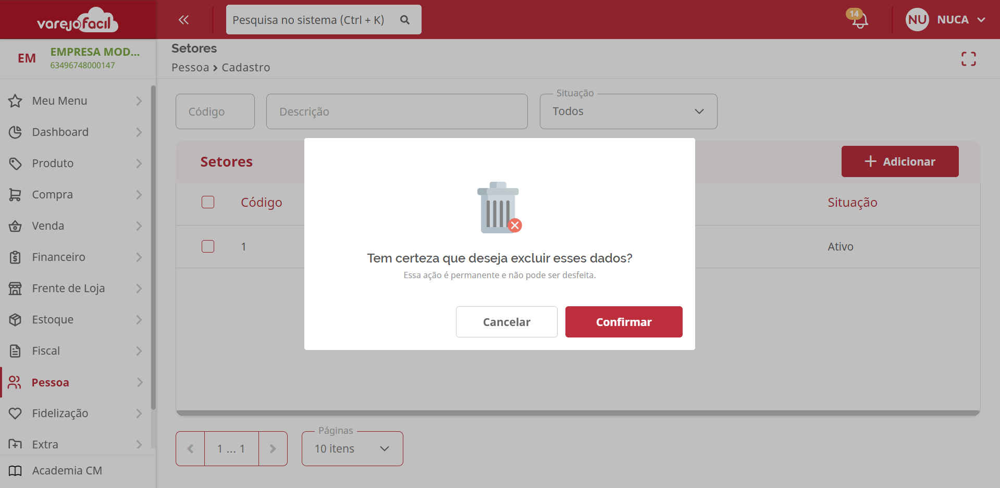 varejofacil
Pesquisa no sistema (Ctrl + K)
14
NU
NUCA
EM
EMPRESA MOD...
63496748000147
Setores
Pessoa > Cadastro
Meu Menu
Dashboard
Produto
Compra
Venda
Financeiro
Frente de Loja
Estoque
Fiscal
Pessoa
Fidelização
Extra
Academia CM
Código
Descrição
Situação
Todos
Setores
Adicionar
Código
Situação
1
Ativo
Tem certeza que deseja excluir esses dados?
Essa ação é permanente e não pode ser desfeita.
Cancelar
Confirmar
1 ... 1
Páginas
10 itens